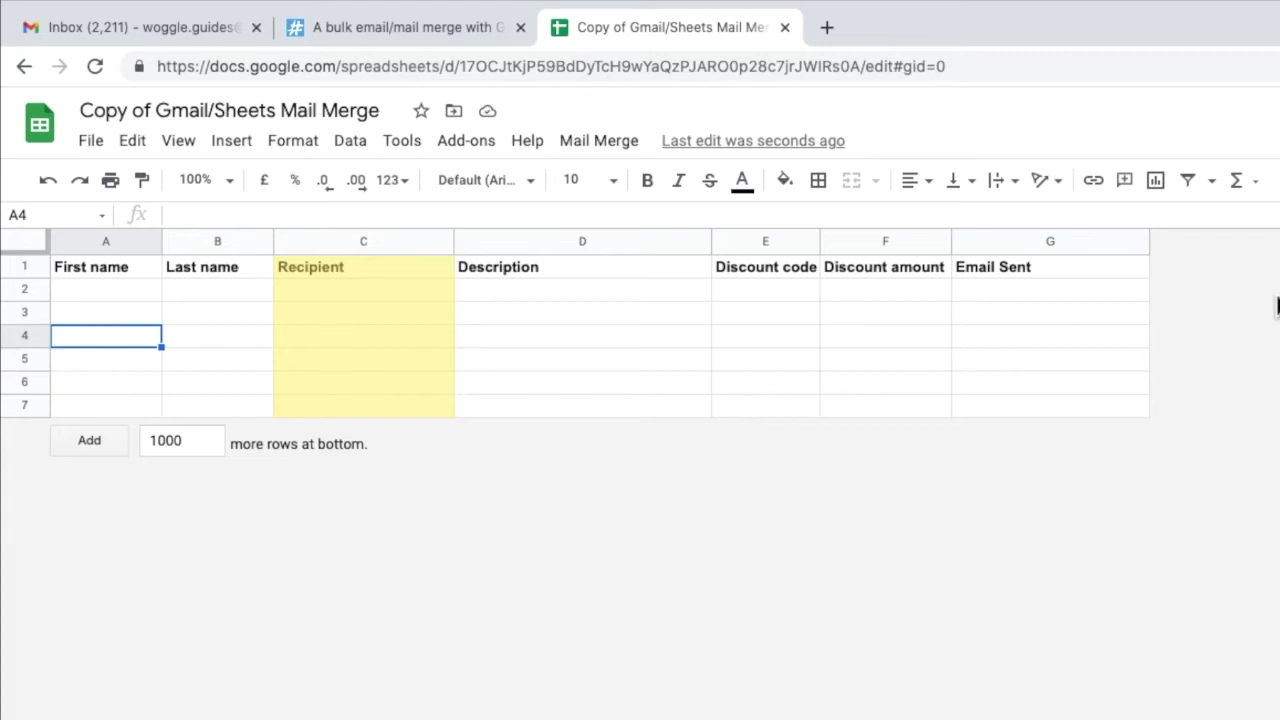 Inbox (2,211) - woggle.guides@
A bulk email/mail merge with G
Copy of Gmail/Sheets Mail Mer
https://docs.google.com/spreadsheets/d/17OCJtKjP59BdDyTcH9wYaQzPJARO0p28c7jrJWIRs0A/edit#gid=0
Copy of Gmail/Sheets Mail Merge
File Edit View Insert Format Data Tools Add-ons Help Mail Merge Last edit was seconds ago
100% £ % .0 .00 123 Default (Ari... 10 B I S A Σ
A4 fx
A B C D E F G
1 First name Last name Recipient Description Discount code Discount amount Email Sent
2
3
4
5
6
7
Add 1000 more rows at bottom.